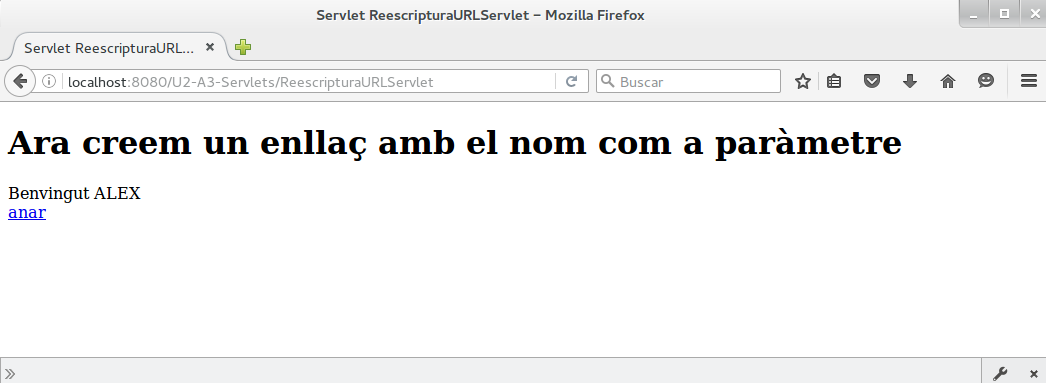 Servlet ReescripturaURLServlet – Mozilla Firefox
Servlet ReescripturaURL...
localhost:8080/U2-A3-Servlets/ReescripturaURLServlet
Buscar
Ara creem un enllaç amb el nom com a paràmetre
Benvingut ALEX
anar